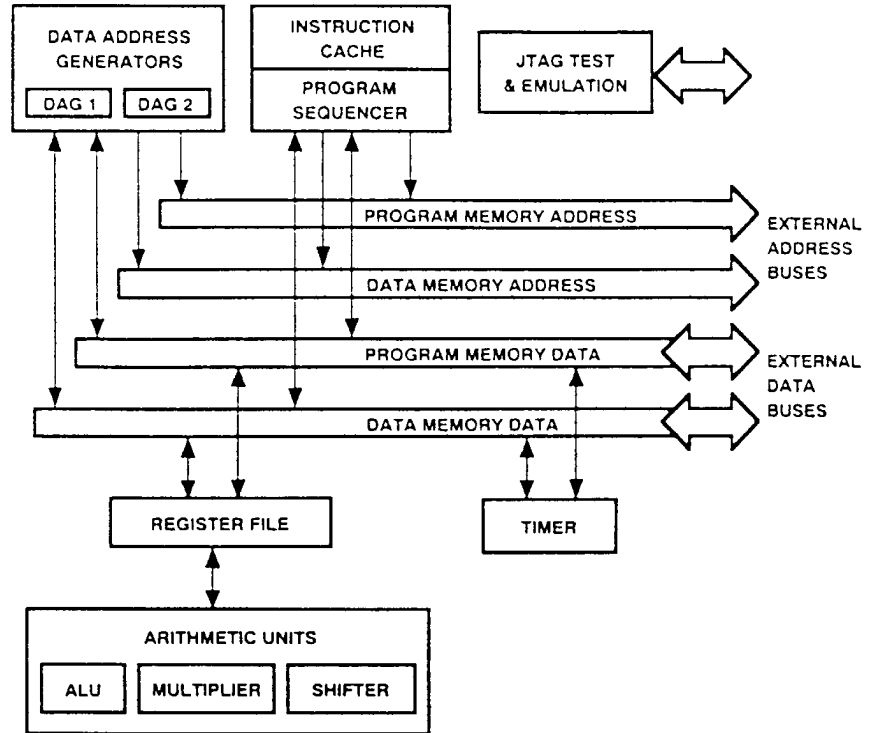 DATA ADDRESS
GENERATORS
DAG 1
DAG 2
INSTRUCTION
CACHE
PROGRAM
SEQUENCER
JTAG TEST
& EMULATION
PROGRAM MEMORY ADDRESS
DATA MEMORY ADDRESS
EXTERNAL
ADDRESS
BUSES
PROGRAM MEMORY DATA
DATA MEMORY DATA
EXTERNAL
DATA
BUSES
REGISTER FILE
TIMER
ARITHMETIC UNITS
ALU
MULTIPLIER
SHIFTER